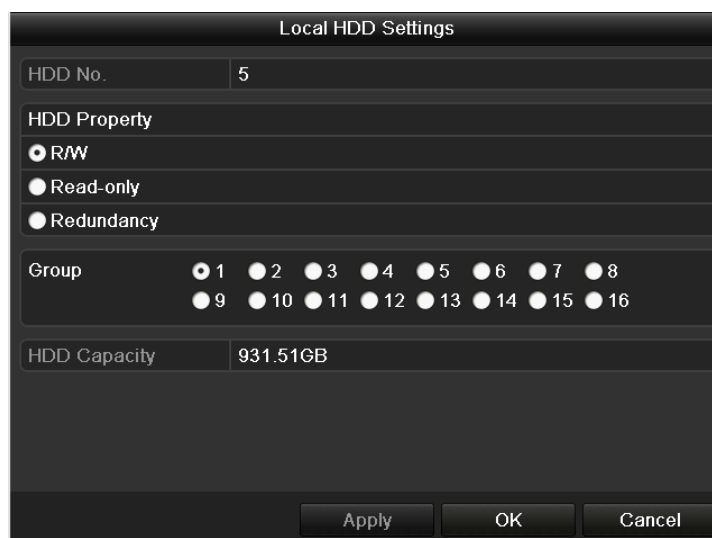 Local HDD Settings
HDD No. 5
HDD Property
R/W
Read-only
Redundancy
Group 1 2 3 4 5 6 7 8
9 10 11 12 13 14 15 16
HDD Capacity 931.51GB
Apply OK Cancel